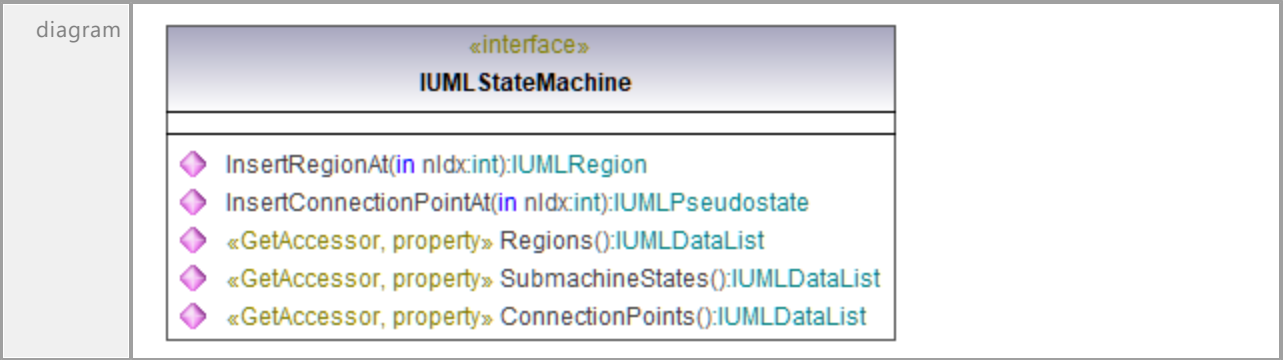 diagram
«interface»
IUMLStateMachine
InsertRegionAt(in nIdx:int):IUMLRegion
InsertConnectionPointAt(in nIdx:int):IUMLPseudostate
«GetAccessor, property» Regions():IUMLDataList
«GetAccessor, property» SubmachineStates():IUMLDataList
«GetAccessor, property» ConnectionPoints():IUMLDataList